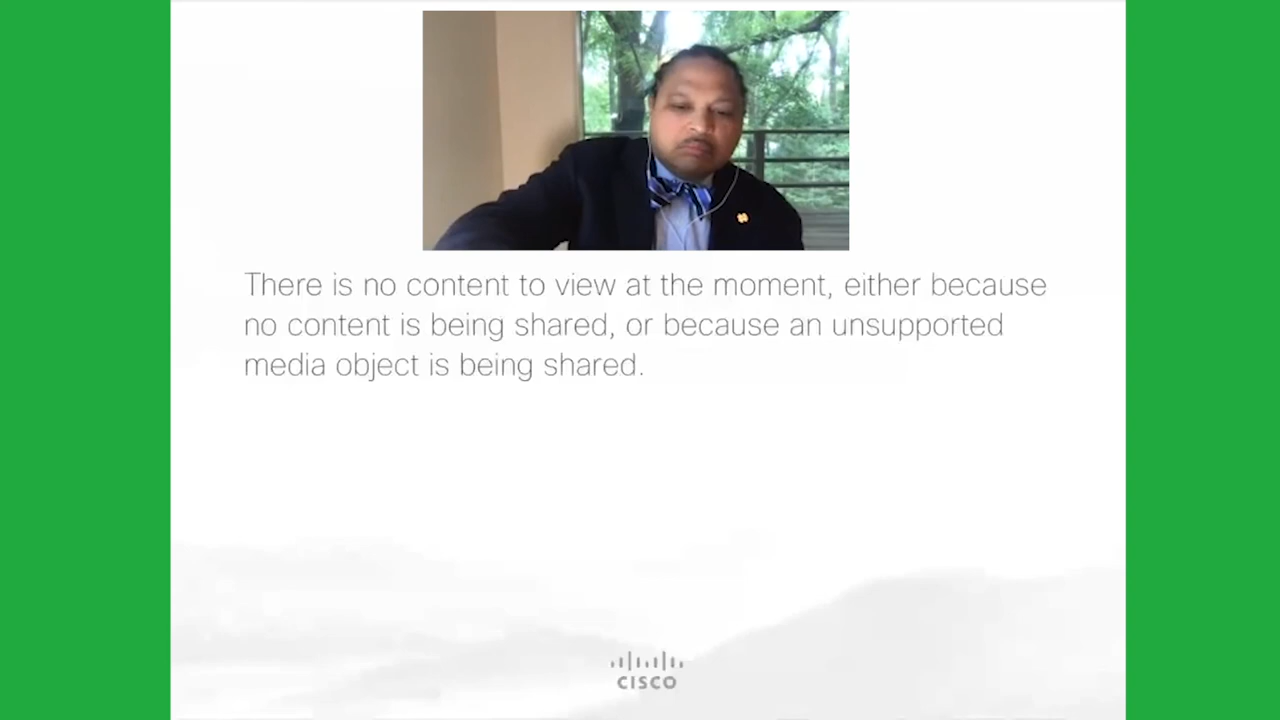 There is no content to view at the moment, either because
no content is being shared, or because an unsupported
media object is being shared.
CISCO